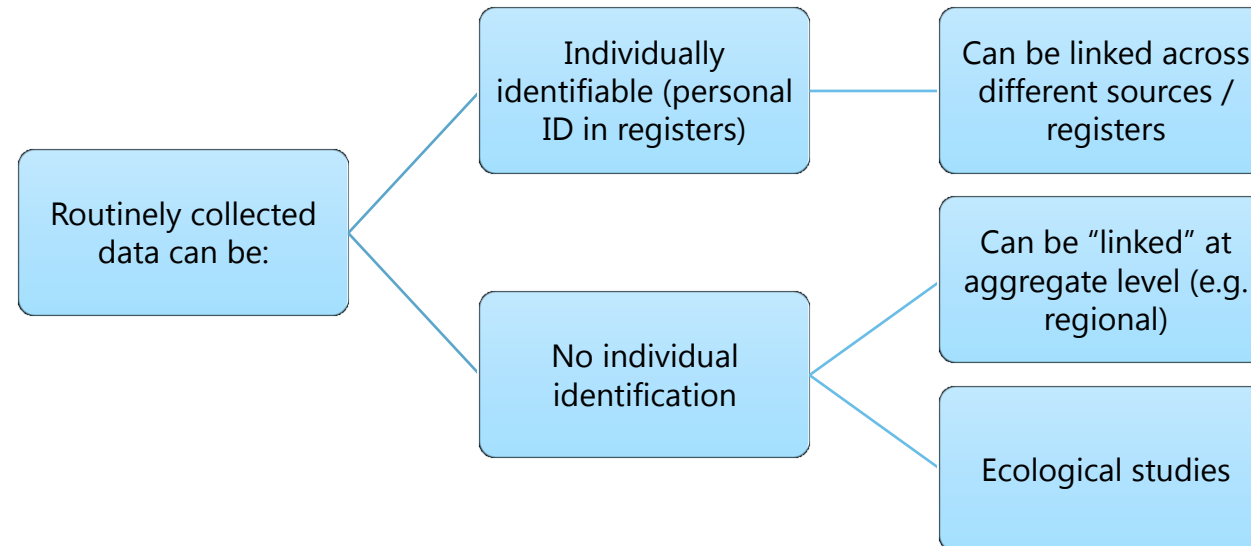 Routinely collected
data can be:
Individually
identifiable (personal
ID in registers)
Can be linked across
different sources /
registers
No individual
identification
Can be “linked” at
aggregate level (e.g.
regional)
Ecological studies